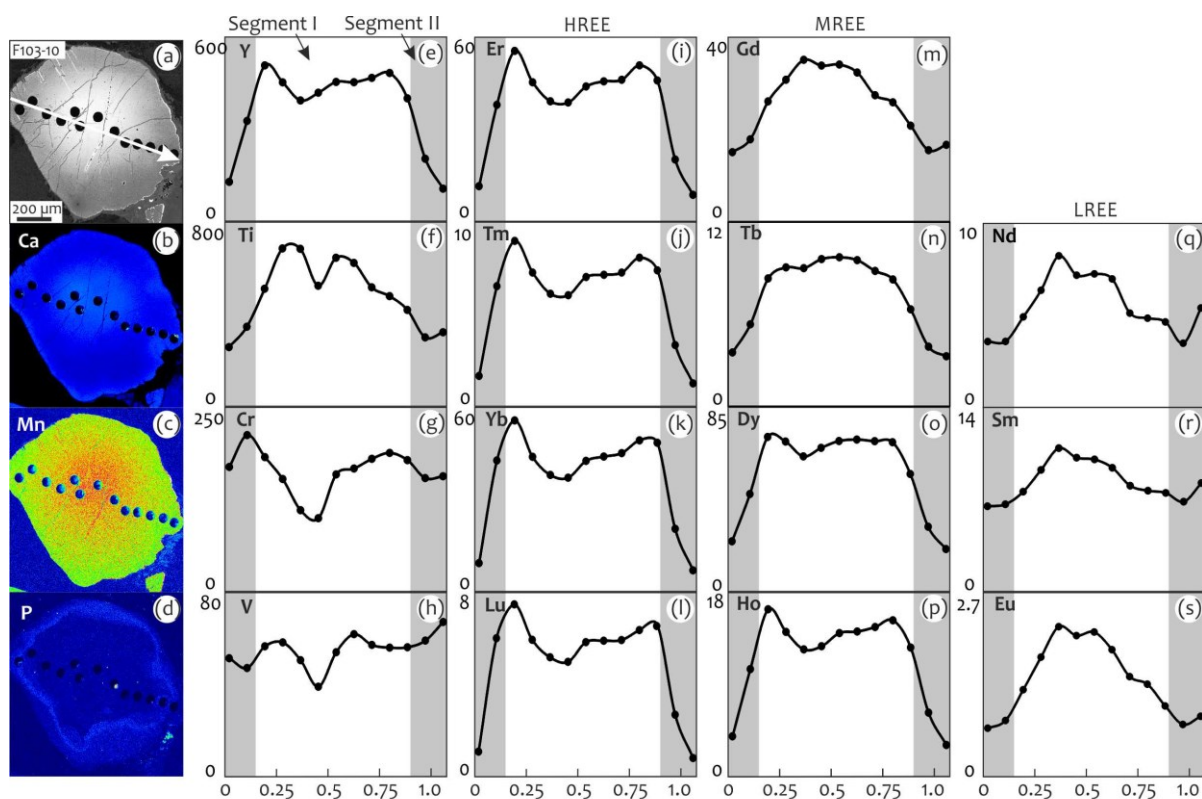 Segment I Segment II HREE MREE
F103-10 (a) 600 Y (e) 60 Er (i) 40 Gd (m)
200 µm 0 0 0 LREE
Ca (b) 800 Ti (f) 10 Tm (j) 12 Tb (n) 10 Nd (q)
0 0 0 0
Mn (c) 250 Cr (g) 60 Yb (k) 85 Dy (o) 14 Sm (r)
0 0 0 0
P (d) 80 V (h) 8 Lu (l) 18 Ho (p) 2.7 Eu (s)
0 0 0 0
0.25 0.5 0.75 1.0 0.25 0.5 0.75 1.0 0.25 0.5 0.75 1.0 0.25 0.5 0.75 1.0